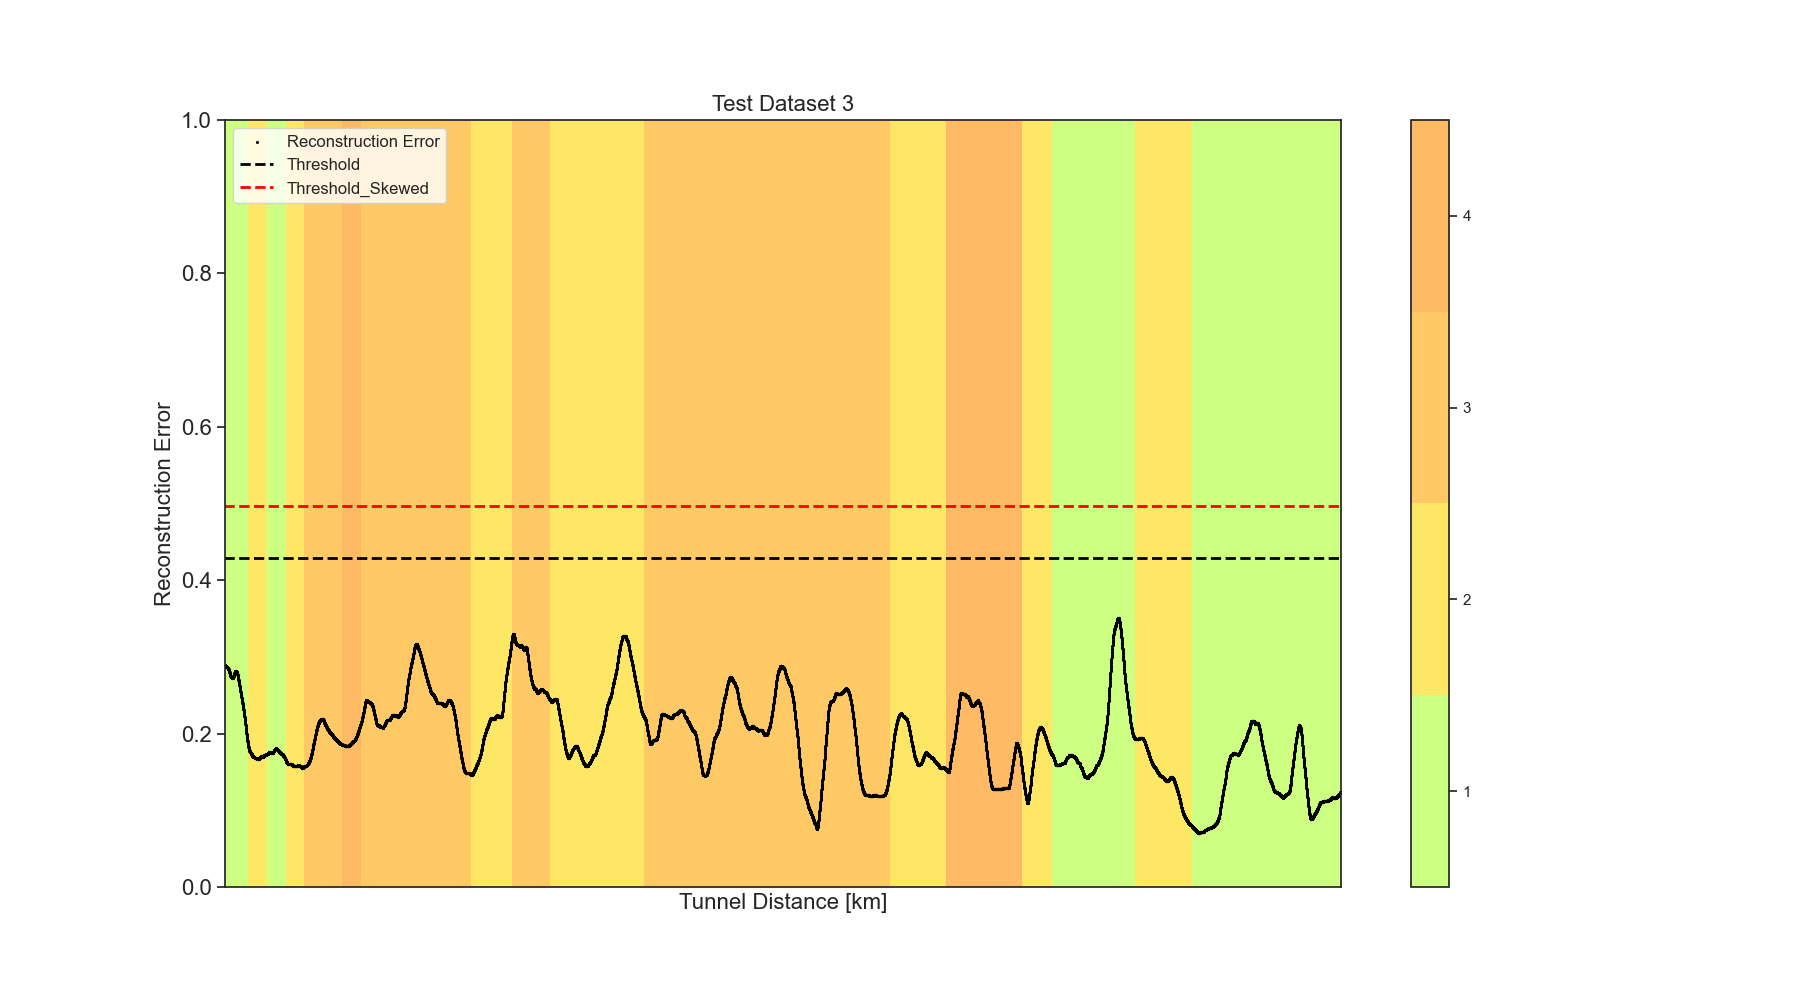 Test Dataset 3
1.0
0.8
0.6
0.4
0.2
0.0
Reconstruction Error
Reconstruction Error
Threshold
Threshold_Skewed
Tunnel Distance [km]
4
3
2
1